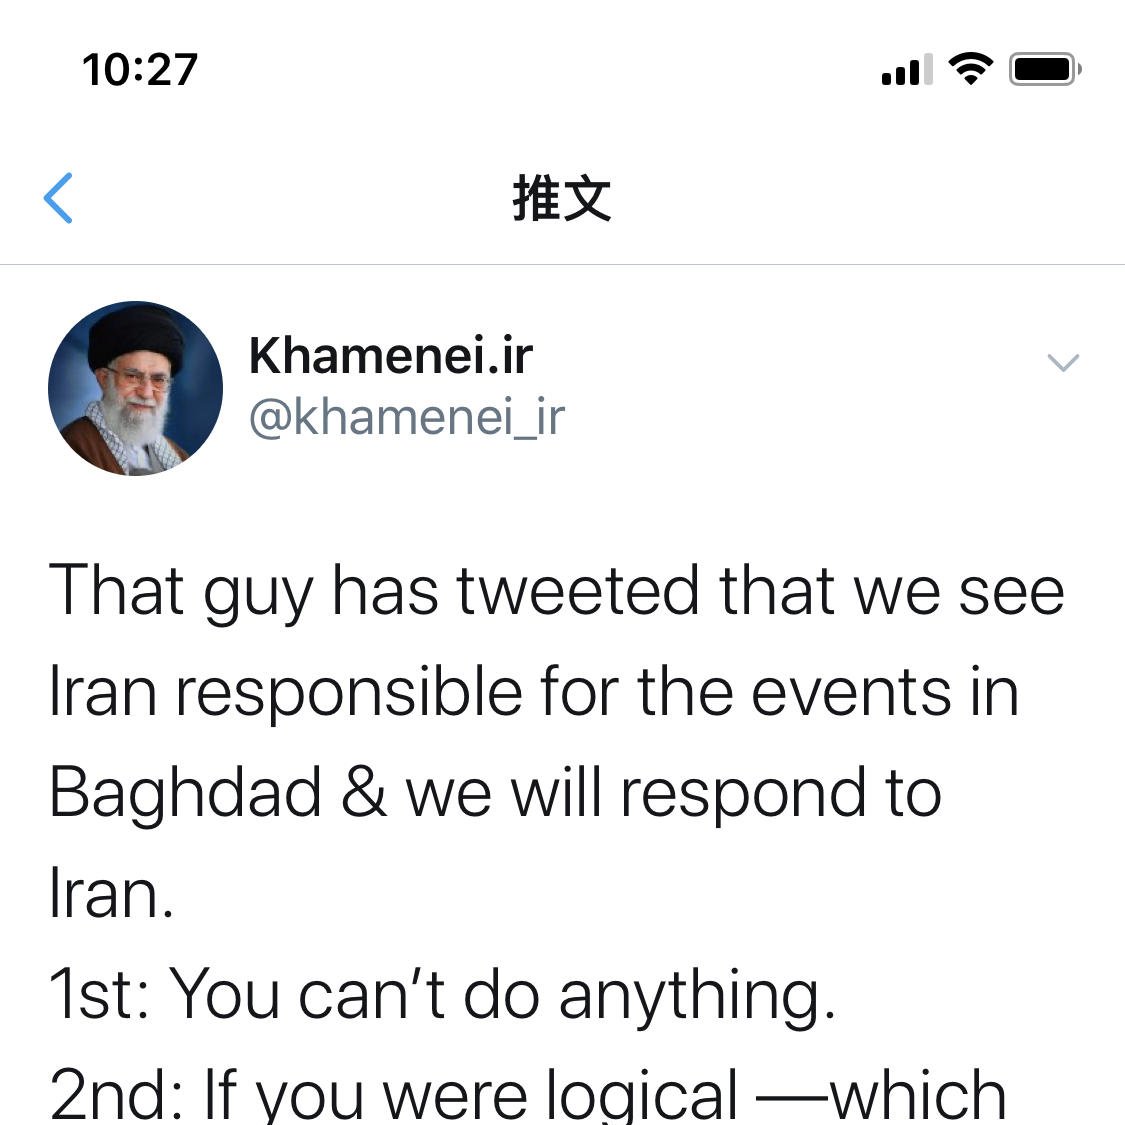 10:27
推文
Khamenei.ir
@khamenei_ir
That guy has tweeted that we see
Iran responsible for the events in
Baghdad & we will respond to
Iran.
1st: You can’t do anything.
2nd: If you were logical —which